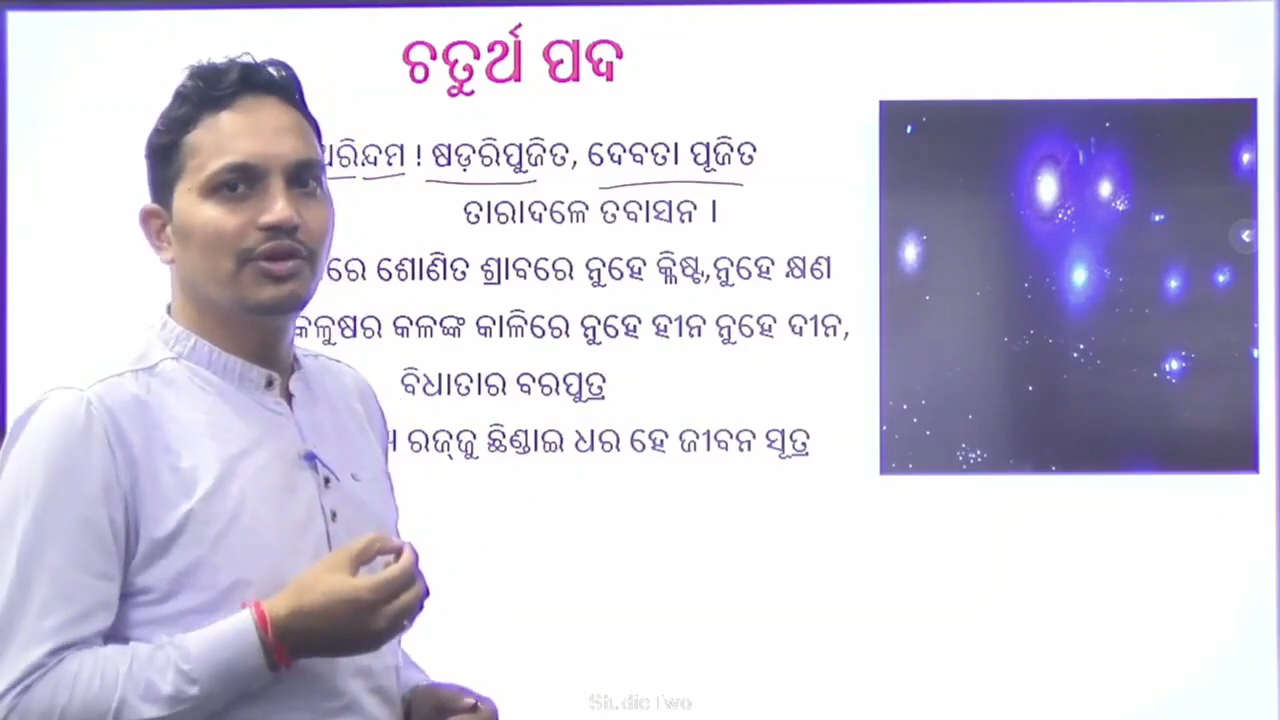 ଚତୁର୍ଥ ପଦ
ଅରିନ୍ଦମ ! ଷଡ଼ରିପୁଜିତ, ଦେବତା ପୂଜିତ
ତାରାଦଳେ ତବାସନ ।
ଶୋଣିତ ଶ୍ରାବରେ ନୁହେ କ୍ଳିଷ୍ଟ,ନୁହେ କ୍ଷଣ
କଳୁଷର କଳଙ୍କ କାଳିରେ ନୁହେ ହୀନ ନୁହେ ଦୀନ,
ବିଧାତାର ବରପୁତ୍ର
ରଜ୍ଜୁ ଛିଣ୍ଡାଇ ଧର ହେ ଜୀବନ ସୂତ୍ର